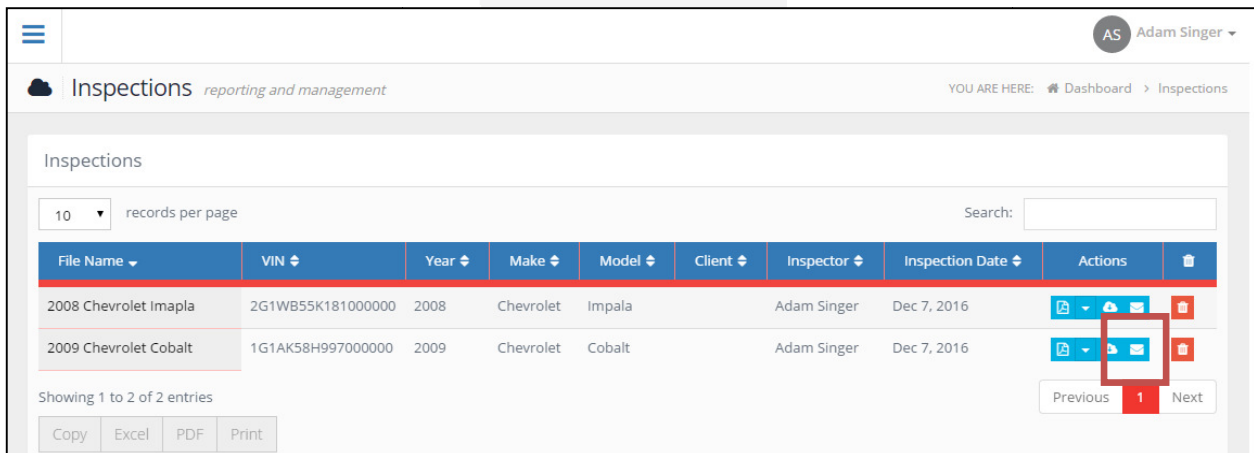 AS Adam Singer
Inspections reporting and management YOU ARE HERE: Dashboard > Inspections
Inspections
10 records per page Search:
File Name VIN Year Make Model Client Inspector Inspection Date Actions
2008 Chevrolet Imapla 2G1WB55K181000000 2008 Chevrolet Impala Adam Singer Dec 7, 2016
2009 Chevrolet Cobalt 1G1AK58H997000000 2009 Chevrolet Cobalt Adam Singer Dec 7, 2016
Showing 1 to 2 of 2 entries Previous 1 Next
Copy Excel PDF Print